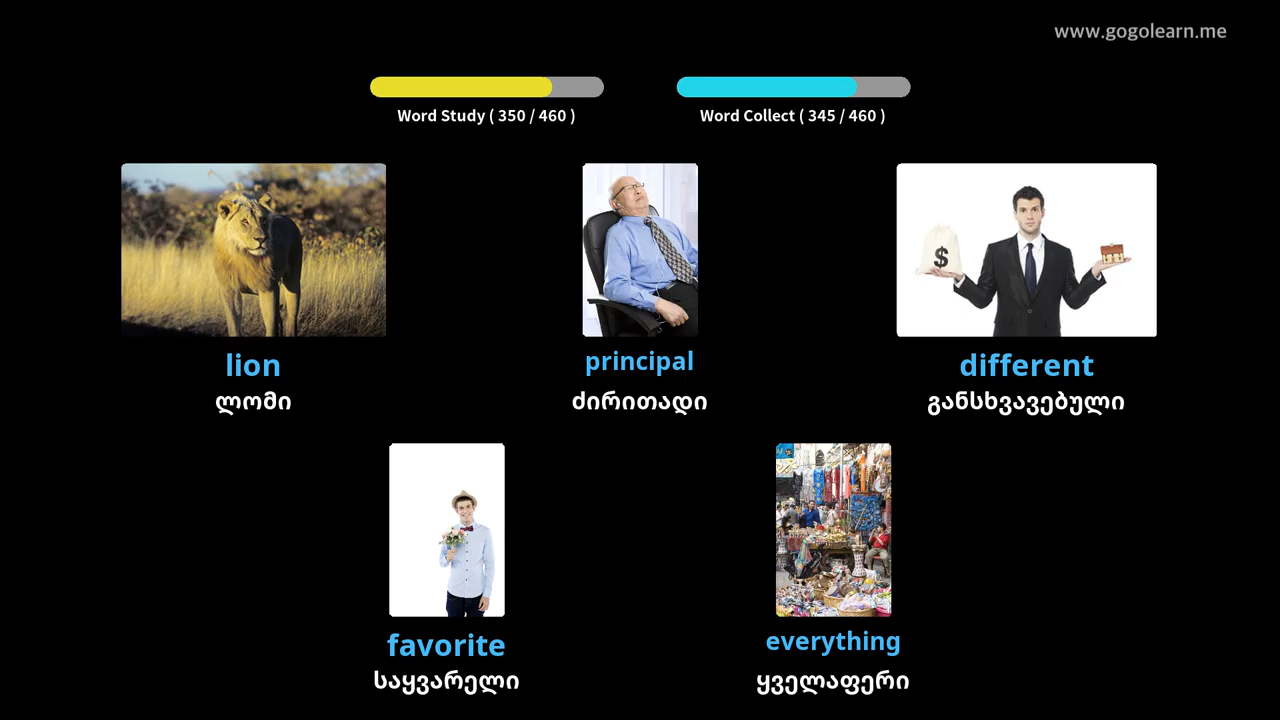 www.gogolearn.me
Word Study ( 350 / 460 )
Word Collect ( 345 / 460 )
lion
ლომი
principal
ძირითადი
different
განსხვავებული
favorite
საყვარელი
everything
ყველაფერი